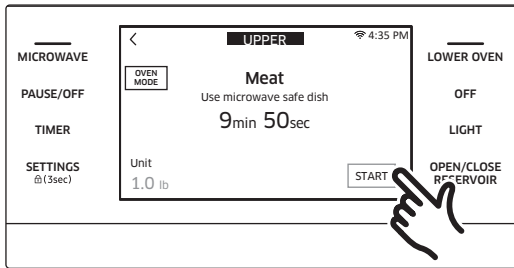 MICROWAVE
PAUSE/OFF
TIMER
SETTINGS
(3sec)
<
UPPER
4:35 PM
OVEN
MODE
Meat
Use microwave safe dish
9min 50sec
Unit
1.0 lb
START
LOWER OVEN
OFF
LIGHT
OPEN/CLOSE
RESERVOIR